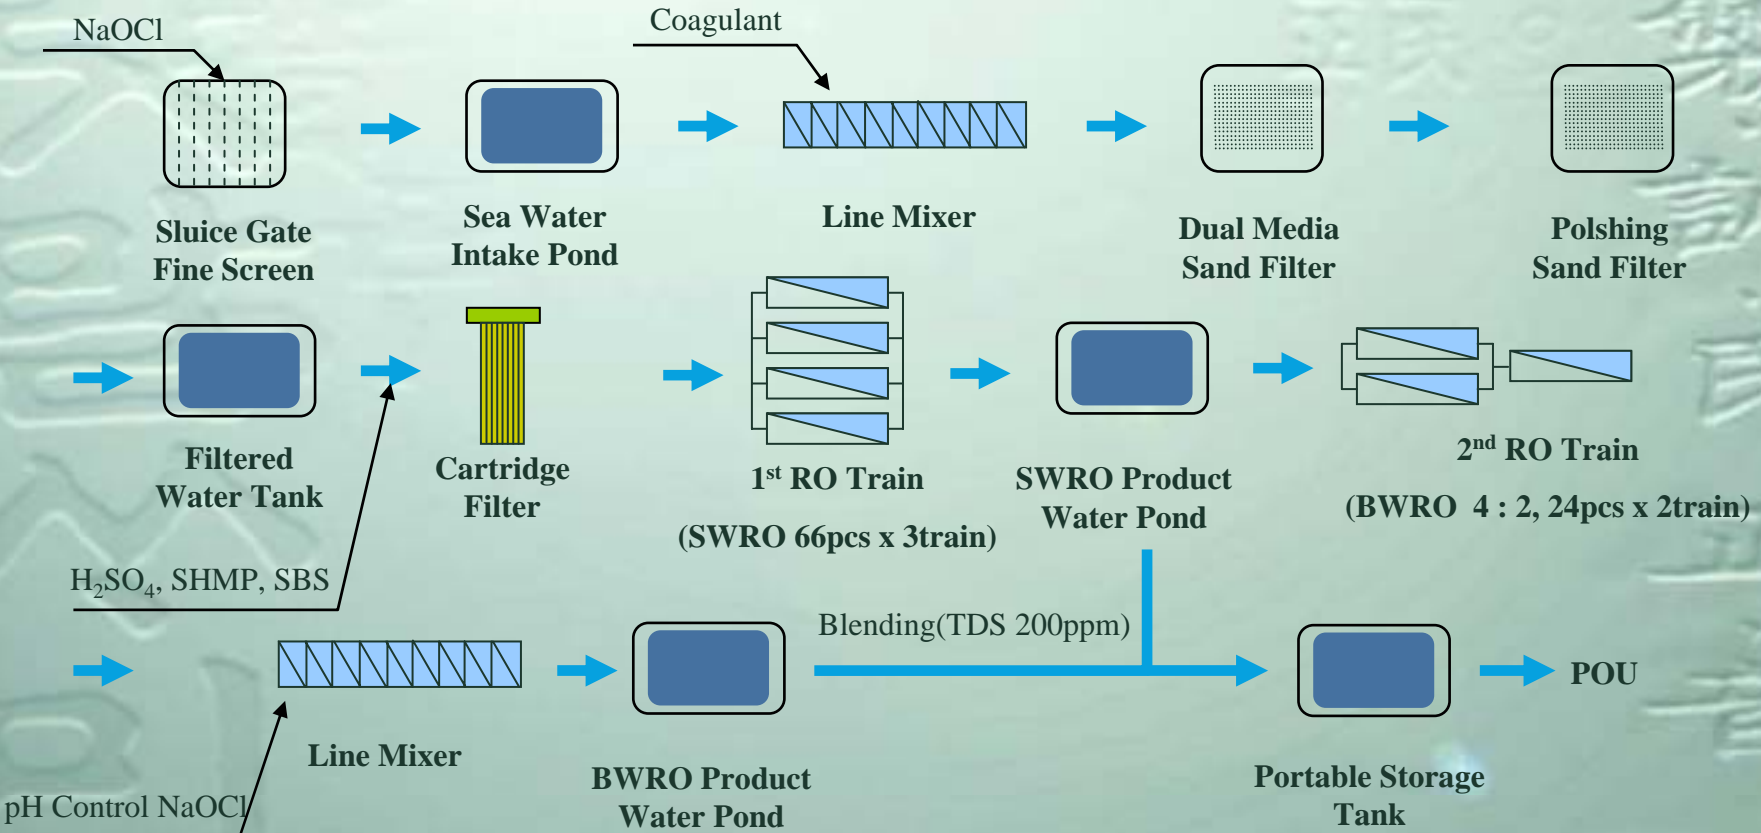 NaOCl
Coagulant
Sluice Gate
Fine Screen
Sea Water
Intake Pond
Line Mixer
Dual Media
Sand Filter
Polshing
Sand Filter
Filtered
Water Tank
Cartridge
Filter
1st RO Train
(SWRO 66pcs x 3train)
SWRO Product
Water Pond
2nd RO Train
(BWRO 4 : 2, 24pcs x 2train)
H₂SO₄, SHMP, SBS
Line Mixer
pH Control NaOCl
BWRO Product
Water Pond
Blending(TDS 200ppm)
Portable Storage
Tank
POU